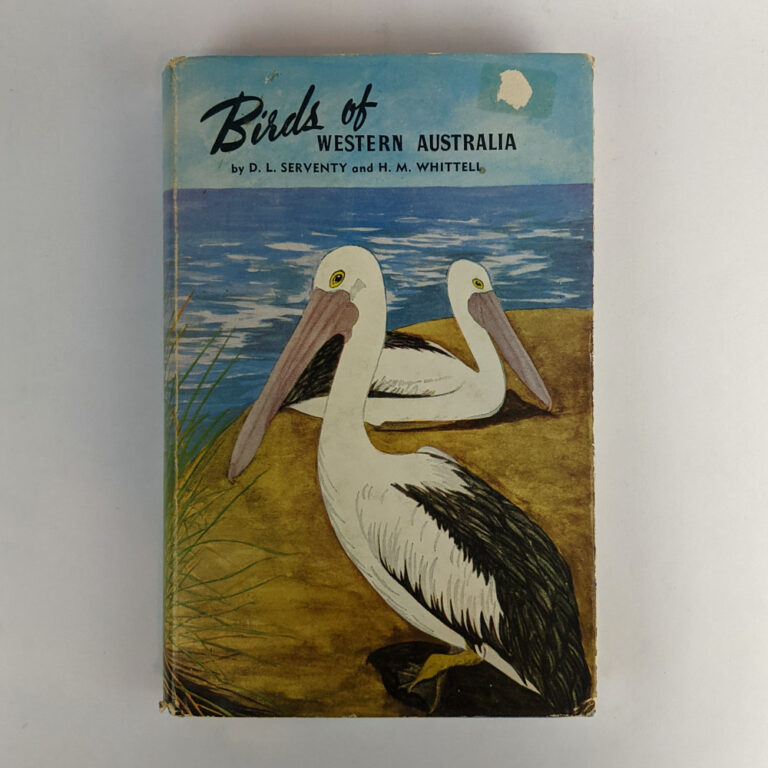 Birds of
WESTERN AUSTRALIA
by D. L. SERVENTY and H. M. WHITTELL